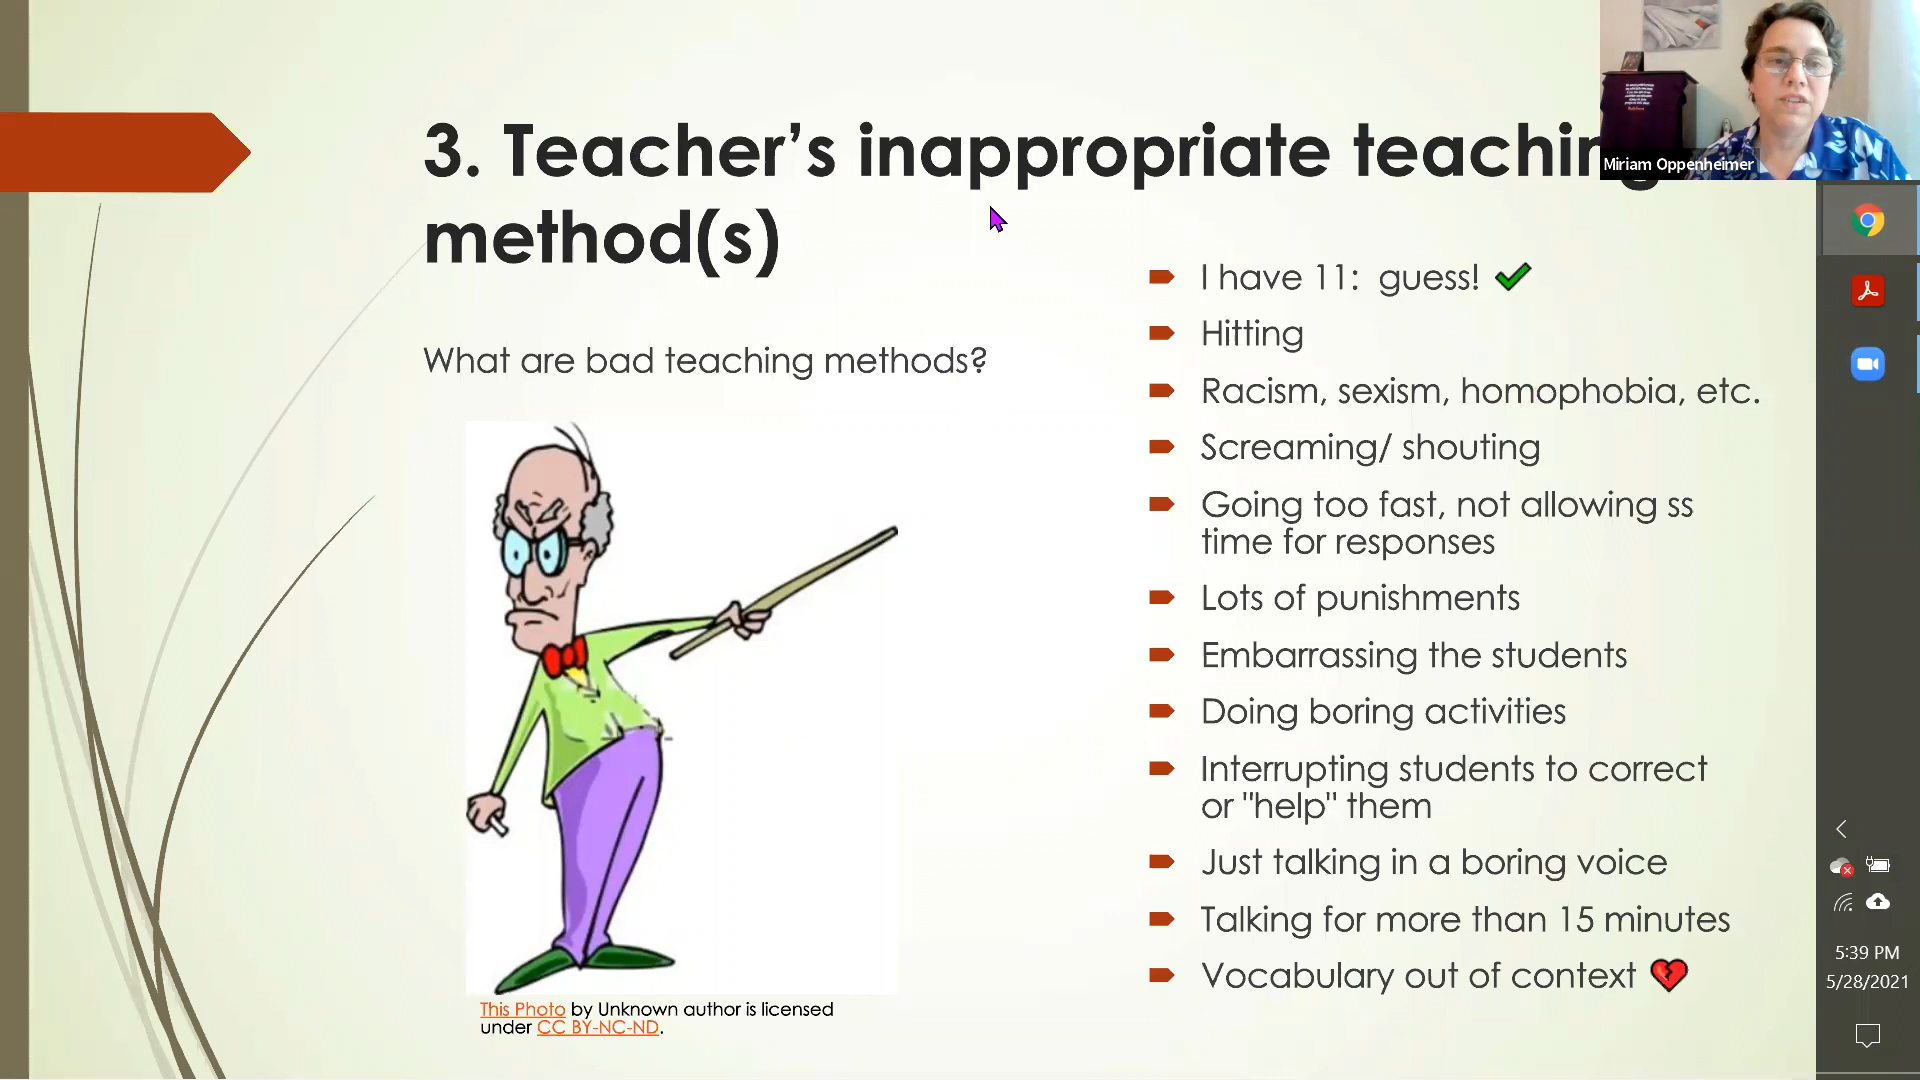 3. Teacher's inappropriate teaching
method(s)
Miriam Oppenheimer
What are bad teaching methods?
I have 11:  guess!
Hitting
Racism, sexism, homophobia, etc.
Screaming/ shouting
Going too fast, not allowing ss
time for responses
Lots of punishments
Embarrassing the students
Doing boring activities
Interrupting students to correct
or "help" them
Just talking in a boring voice
Talking for more than 15 minutes
Vocabulary out of context
This Photo by Unknown author is licensed
under CC BY-NC-ND.
5:39 PM
5/28/2021